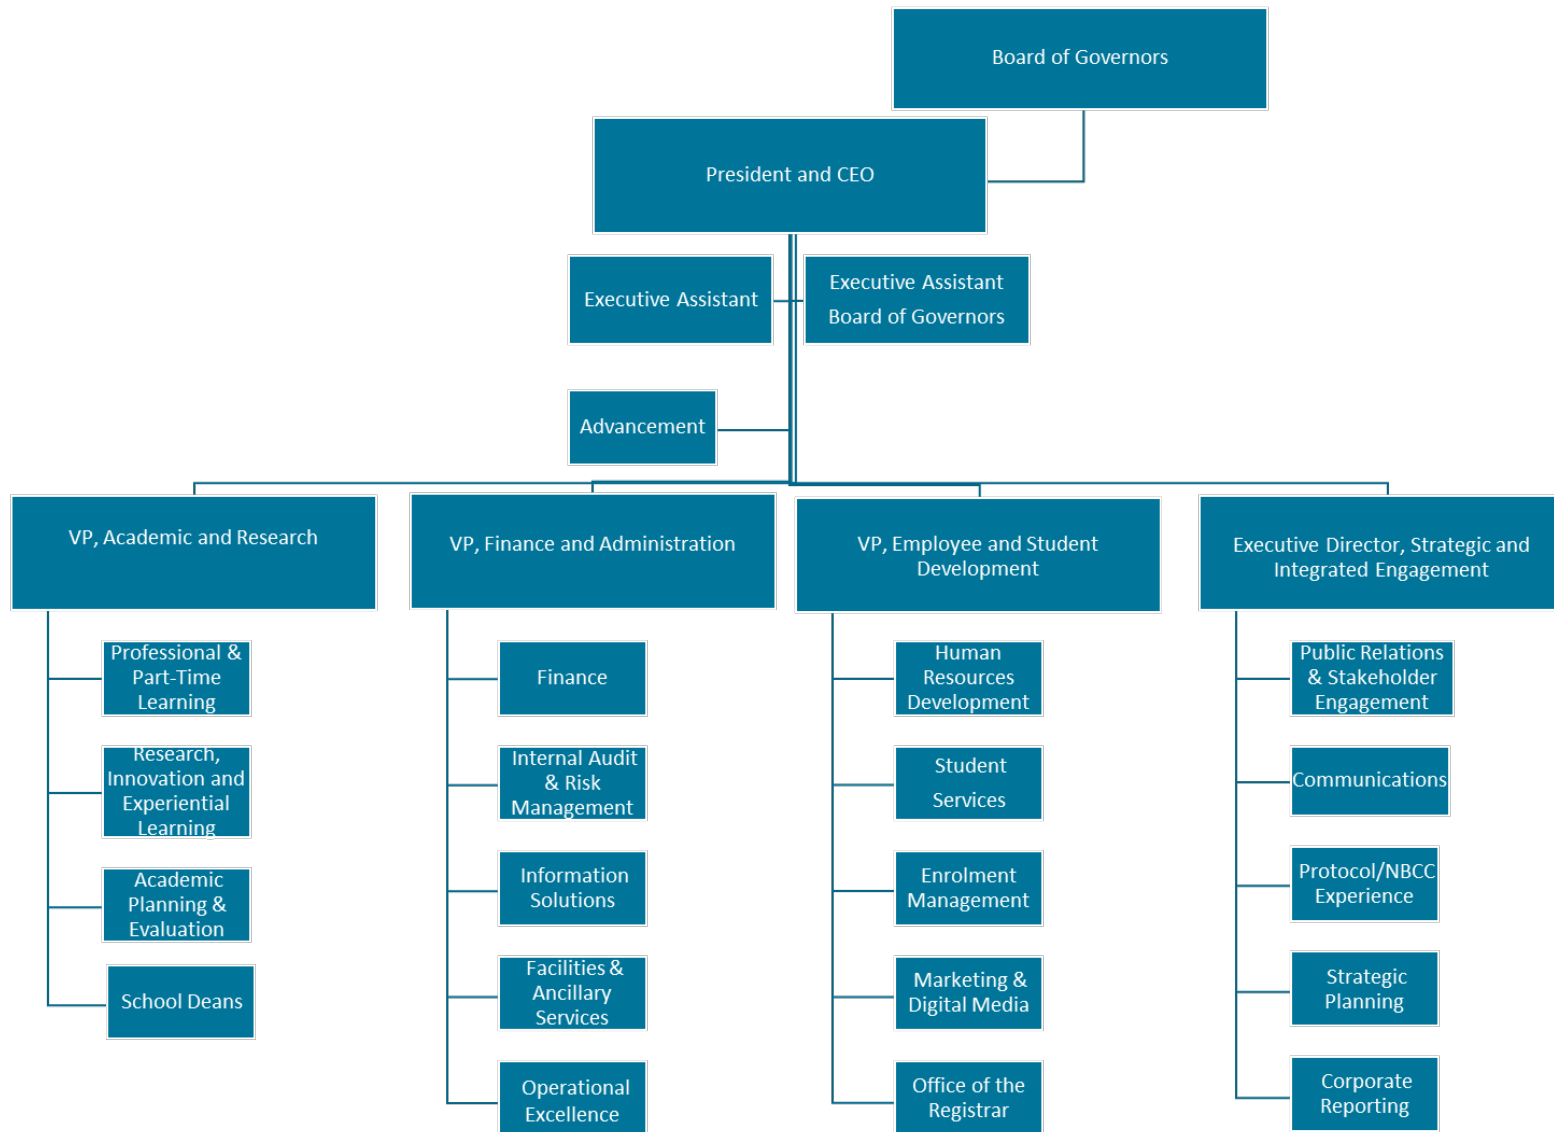 Board of Governors
President and CEO
Executive Assistant
Executive Assistant
Board of Governors
Advancement
VP, Academic and Research
VP, Finance and Administration
VP, Employee and Student
Development
Executive Director, Strategic and
Integrated Engagement
Professional &
Part-Time
Learning
Research,
Innovation and
Experiential
Learning
Academic
Planning &
Evaluation
School Deans
Finance
Internal Audit
& Risk
Management
Information
Solutions
Facilities &
Ancillary
Services
Operational
Excellence
Human
Resources
Development
Student
Services
Enrolment
Management
Marketing &
Digital Media
Office of the
Registrar
Public Relations
& Stakeholder
Engagement
Communications
Protocol/NBCC
Experience
Strategic
Planning
Corporate
Reporting